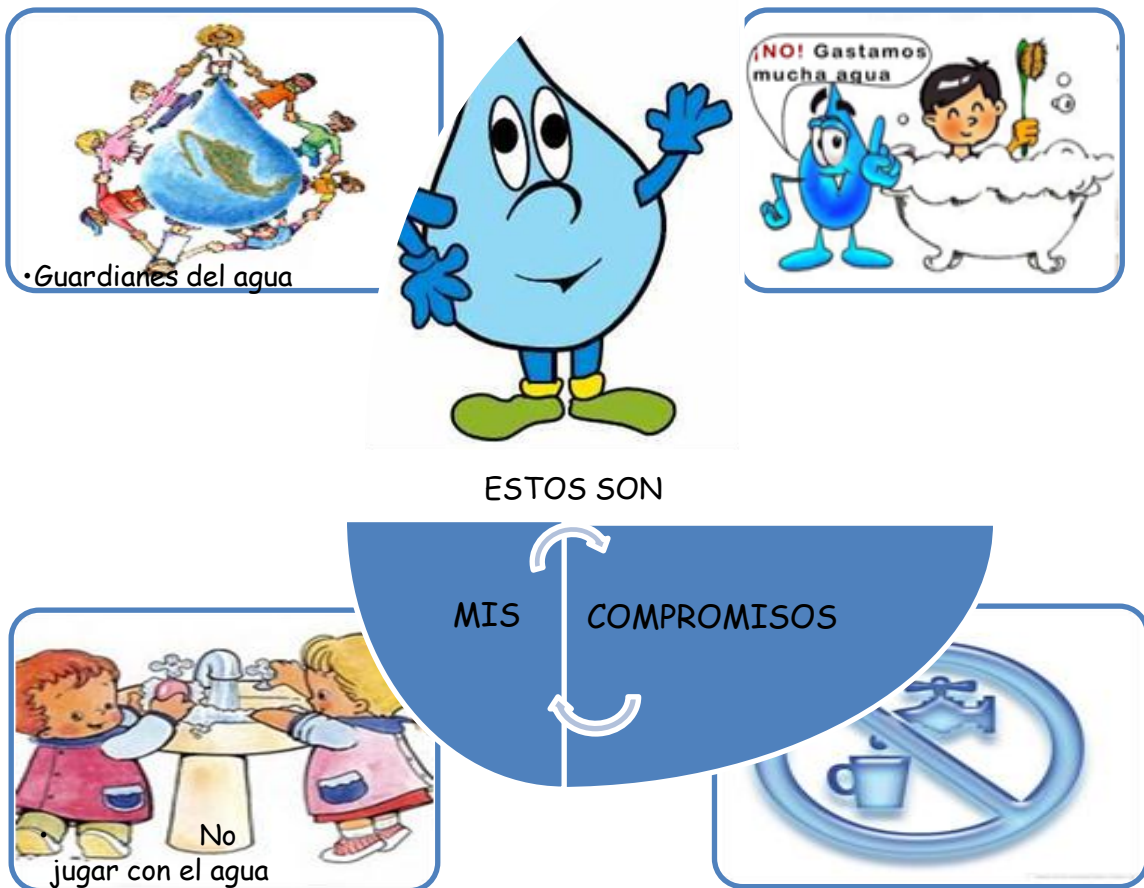 ¡NO! Gastamos
mucha agua
•Guardianes del agua
ESTOS SON
MIS COMPROMISOS
• No
jugar con el agua